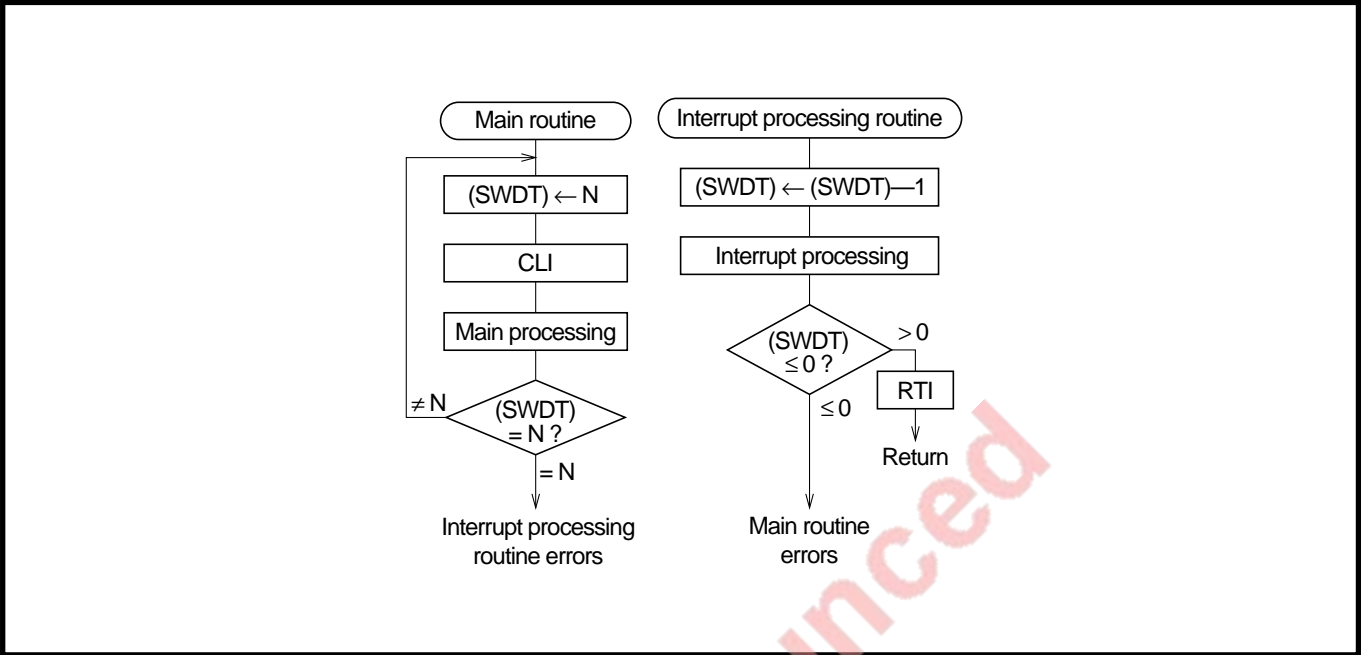 Main routine
(SWDT) ← N
CLI
Main processing
≠ N
(SWDT)
= N ?
= N
Interrupt processing
routine errors
Interrupt processing routine
(SWDT) ← (SWDT)—1
Interrupt processing
(SWDT)
≤ 0 ?
> 0
RTI
Return
≤ 0
Main routine
errors
unced